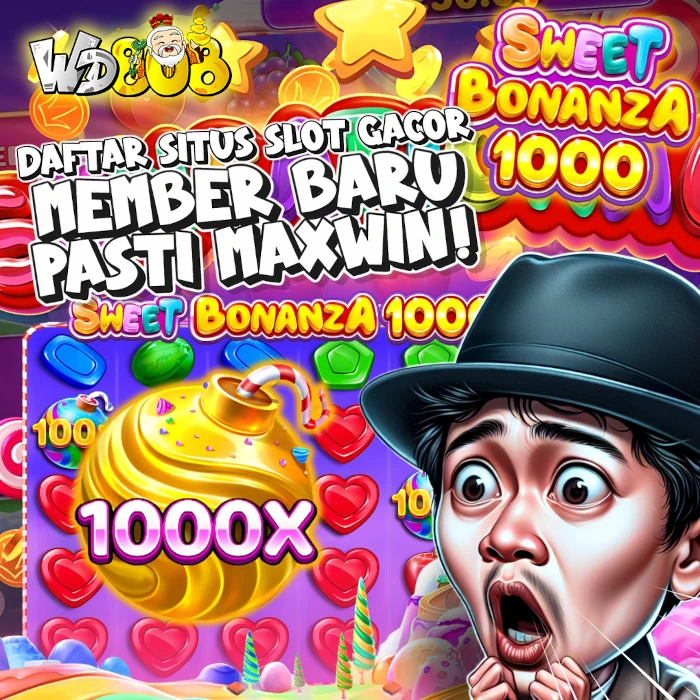 WD808
SWEET
BONANZA
1000
DAFTAR SITUS SLOT GACOR
MEMBER BARU
PASTI MAXWIN!
SWEET BONANZA 1000
100
1000X
10